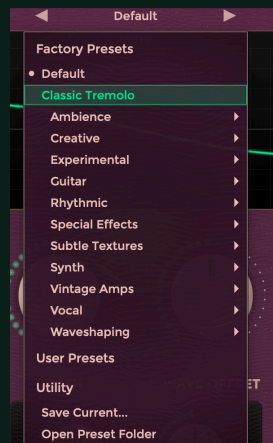 Default
Factory Presets
Default
Classic Tremolo
Ambience
Creative
Experimental
Guitar
Rhythmic
Special Effects
Subtle Textures
Synth
Vintage Amps
Vocal
Waveshaping
User Presets
Utility
Save Current...
Open Preset Folder